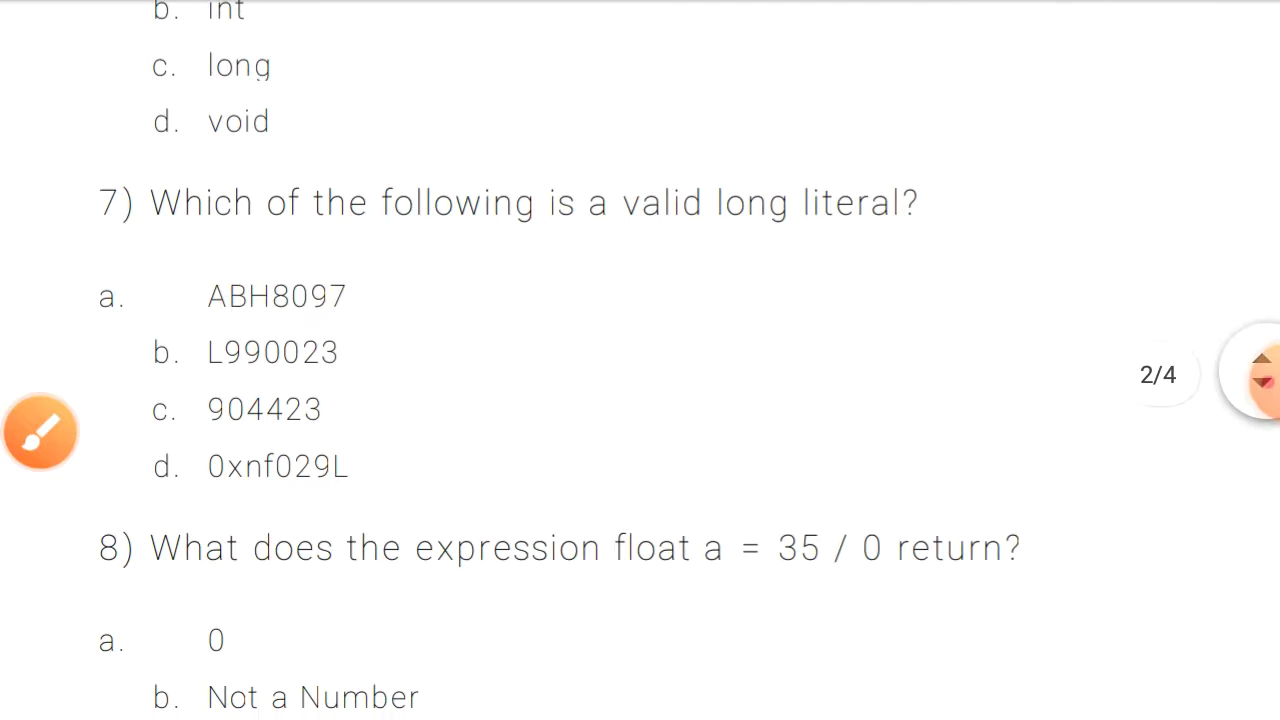 b. int
c. long
d. void
7) Which of the following is a valid long literal?
a. ABH8097
b. L990023
c. 904423
d. 0xnf029L
2/4
8) What does the expression float a = 35 / 0 return?
a. 0
b. Not a Number